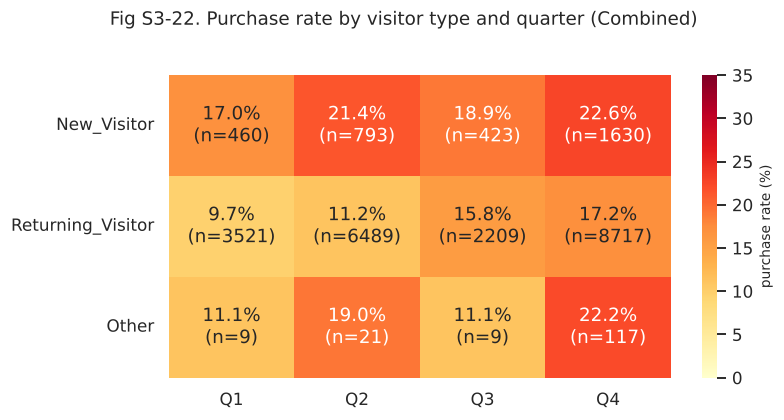 Fig S3-22. Purchase rate by visitor type and quarter (Combined)
New_Visitor
17.0%
(n=460)
21.4%
(n=793)
18.9%
(n=423)
22.6%
(n=1630)
Returning_Visitor
9.7%
(n=3521)
11.2%
(n=6489)
15.8%
(n=2209)
17.2%
(n=8717)
Other
11.1%
(n=9)
19.0%
(n=21)
11.1%
(n=9)
22.2%
(n=117)
Q1
Q2
Q3
Q4
35
30
25
20
15
10
5
0
purchase rate (%)